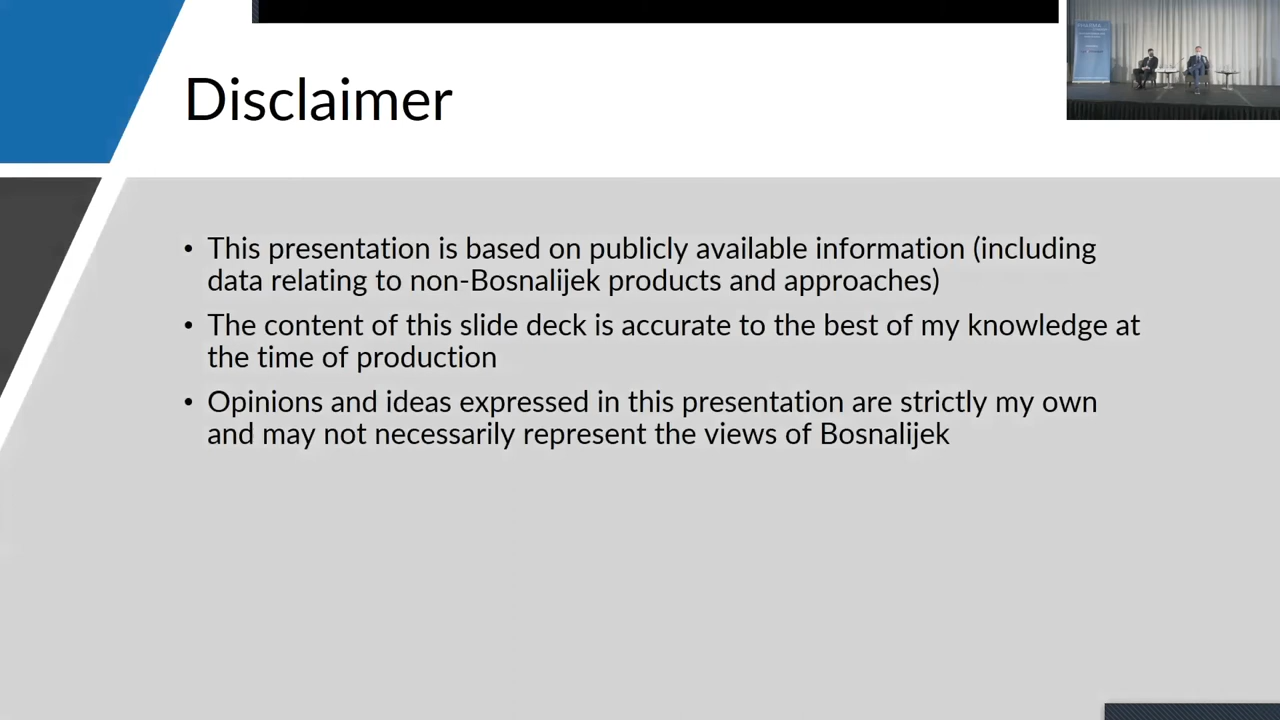 Disclaimer
• This presentation is based on publicly available information (including
data relating to non-Bosnalijek products and approaches)
• The content of this slide deck is accurate to the best of my knowledge at
the time of production
• Opinions and ideas expressed in this presentation are strictly my own
and may not necessarily represent the views of Bosnalijek